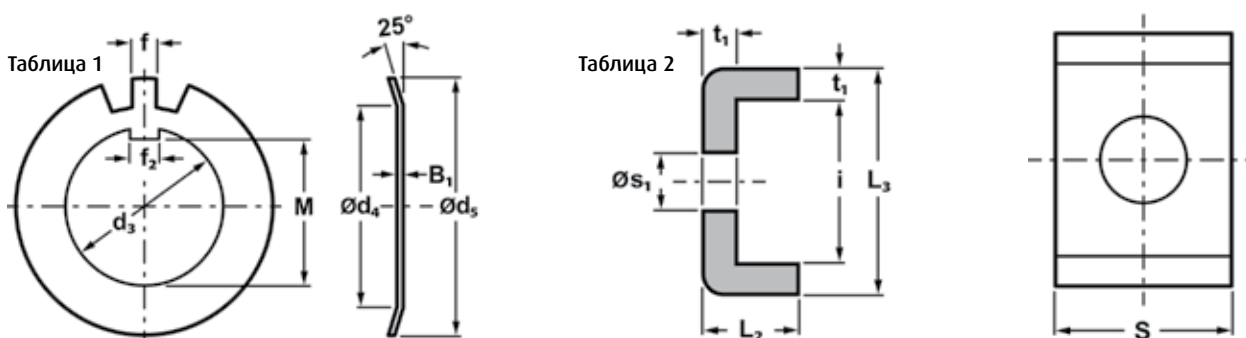 Таблица 1
f
25°
f₂
d₃
M
Ød₄
B₁
Ød₅
Таблица 2
t₁
t₁
Øs₁
i
L₃
L₂
S